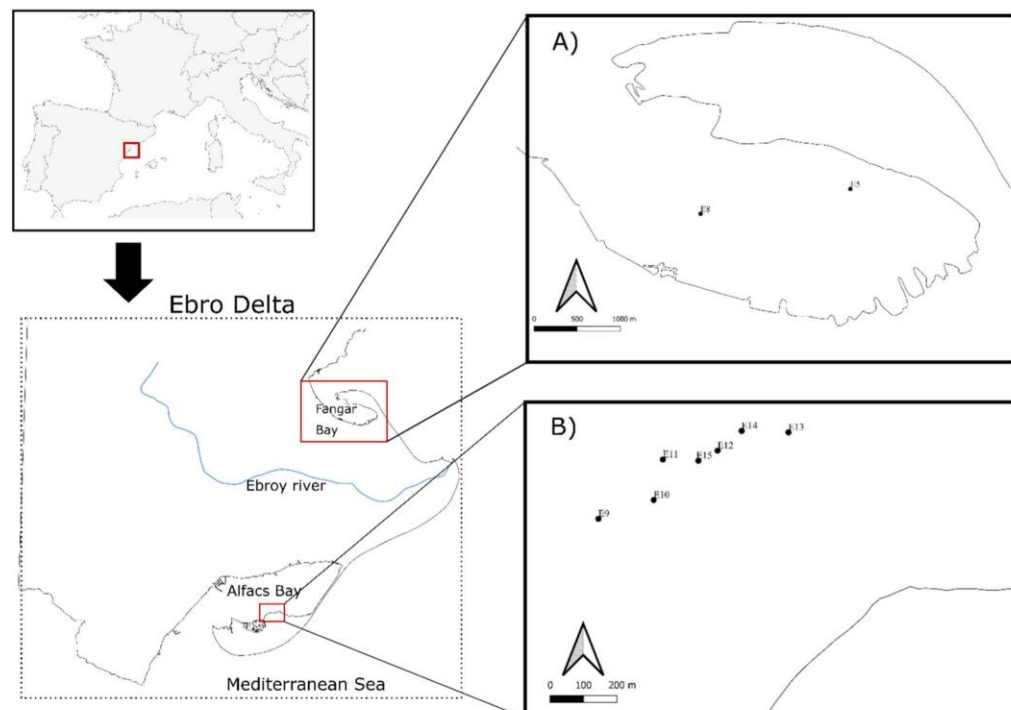 Ebro Delta
Fangar
Bay
Ebroy river
Alfacs Bay
Mediterranean Sea
A)
E5
E8
0 500 1000 m
B)
E14
E13
E12
E11
E15
E10
E9
0 100 200 m